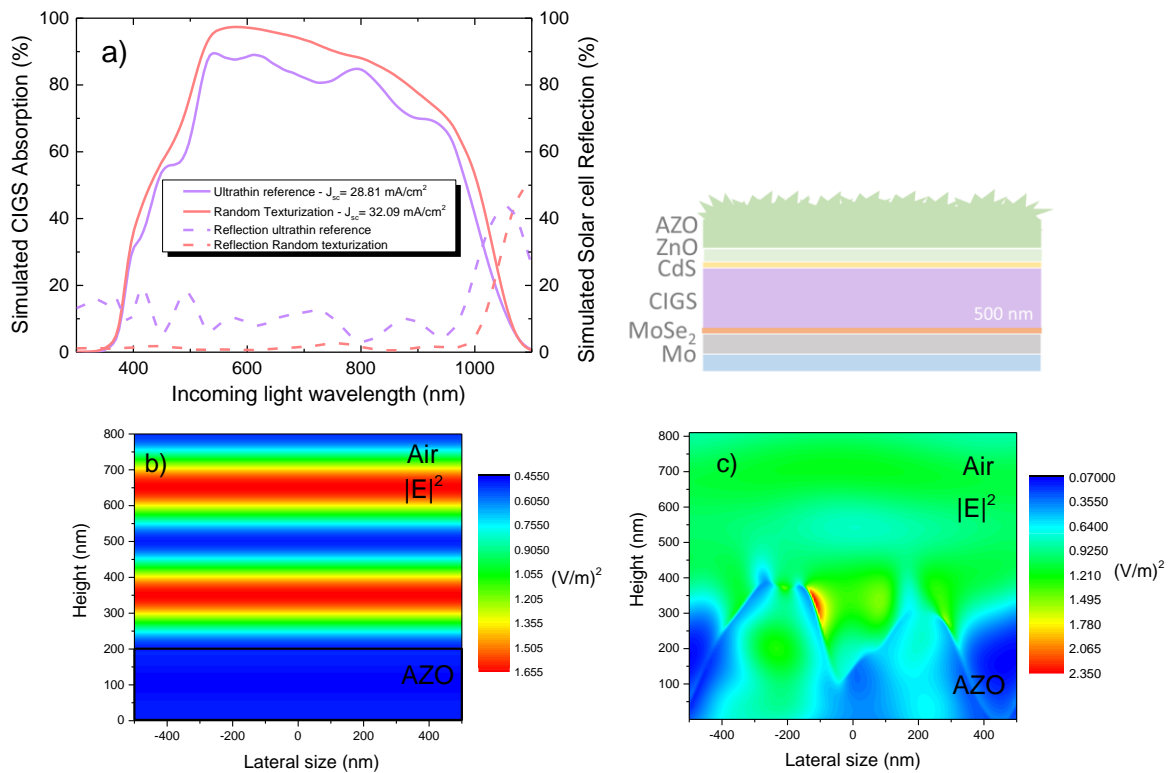 a)
Simulated CIGS Absorption (%)
100
80
60
40
20
0
400
600
800
1000
Incoming light wavelength (nm)
100
80
60
40
20
0
Simulated Solar cell Reflection (%)
Ultrathin reference - Jsc= 28.81 mA/cm²
Random Texturization - Jsc= 32.09 mA/cm²
Reflection ultrathin reference
Reflection Random texturization
AZO
ZnO
CdS
CIGS
500 nm
MoSe₂
Mo
b)
Air
|E|²
AZO
Height (nm)
800
700
600
500
400
300
200
100
0
-400
-200
0
200
400
Lateral size (nm)
0.4550
0.6050
0.7550
0.9050
1.055
1.205
1.355
1.505
1.655
(V/m)²
c)
Air
|E|²
AZO
Height (nm)
800
700
600
500
400
300
200
100
0
-400
-200
0
200
400
Lateral size (nm)
0.07000
0.3550
0.6400
0.9250
1.210
1.495
1.780
2.065
2.350
(V/m)²